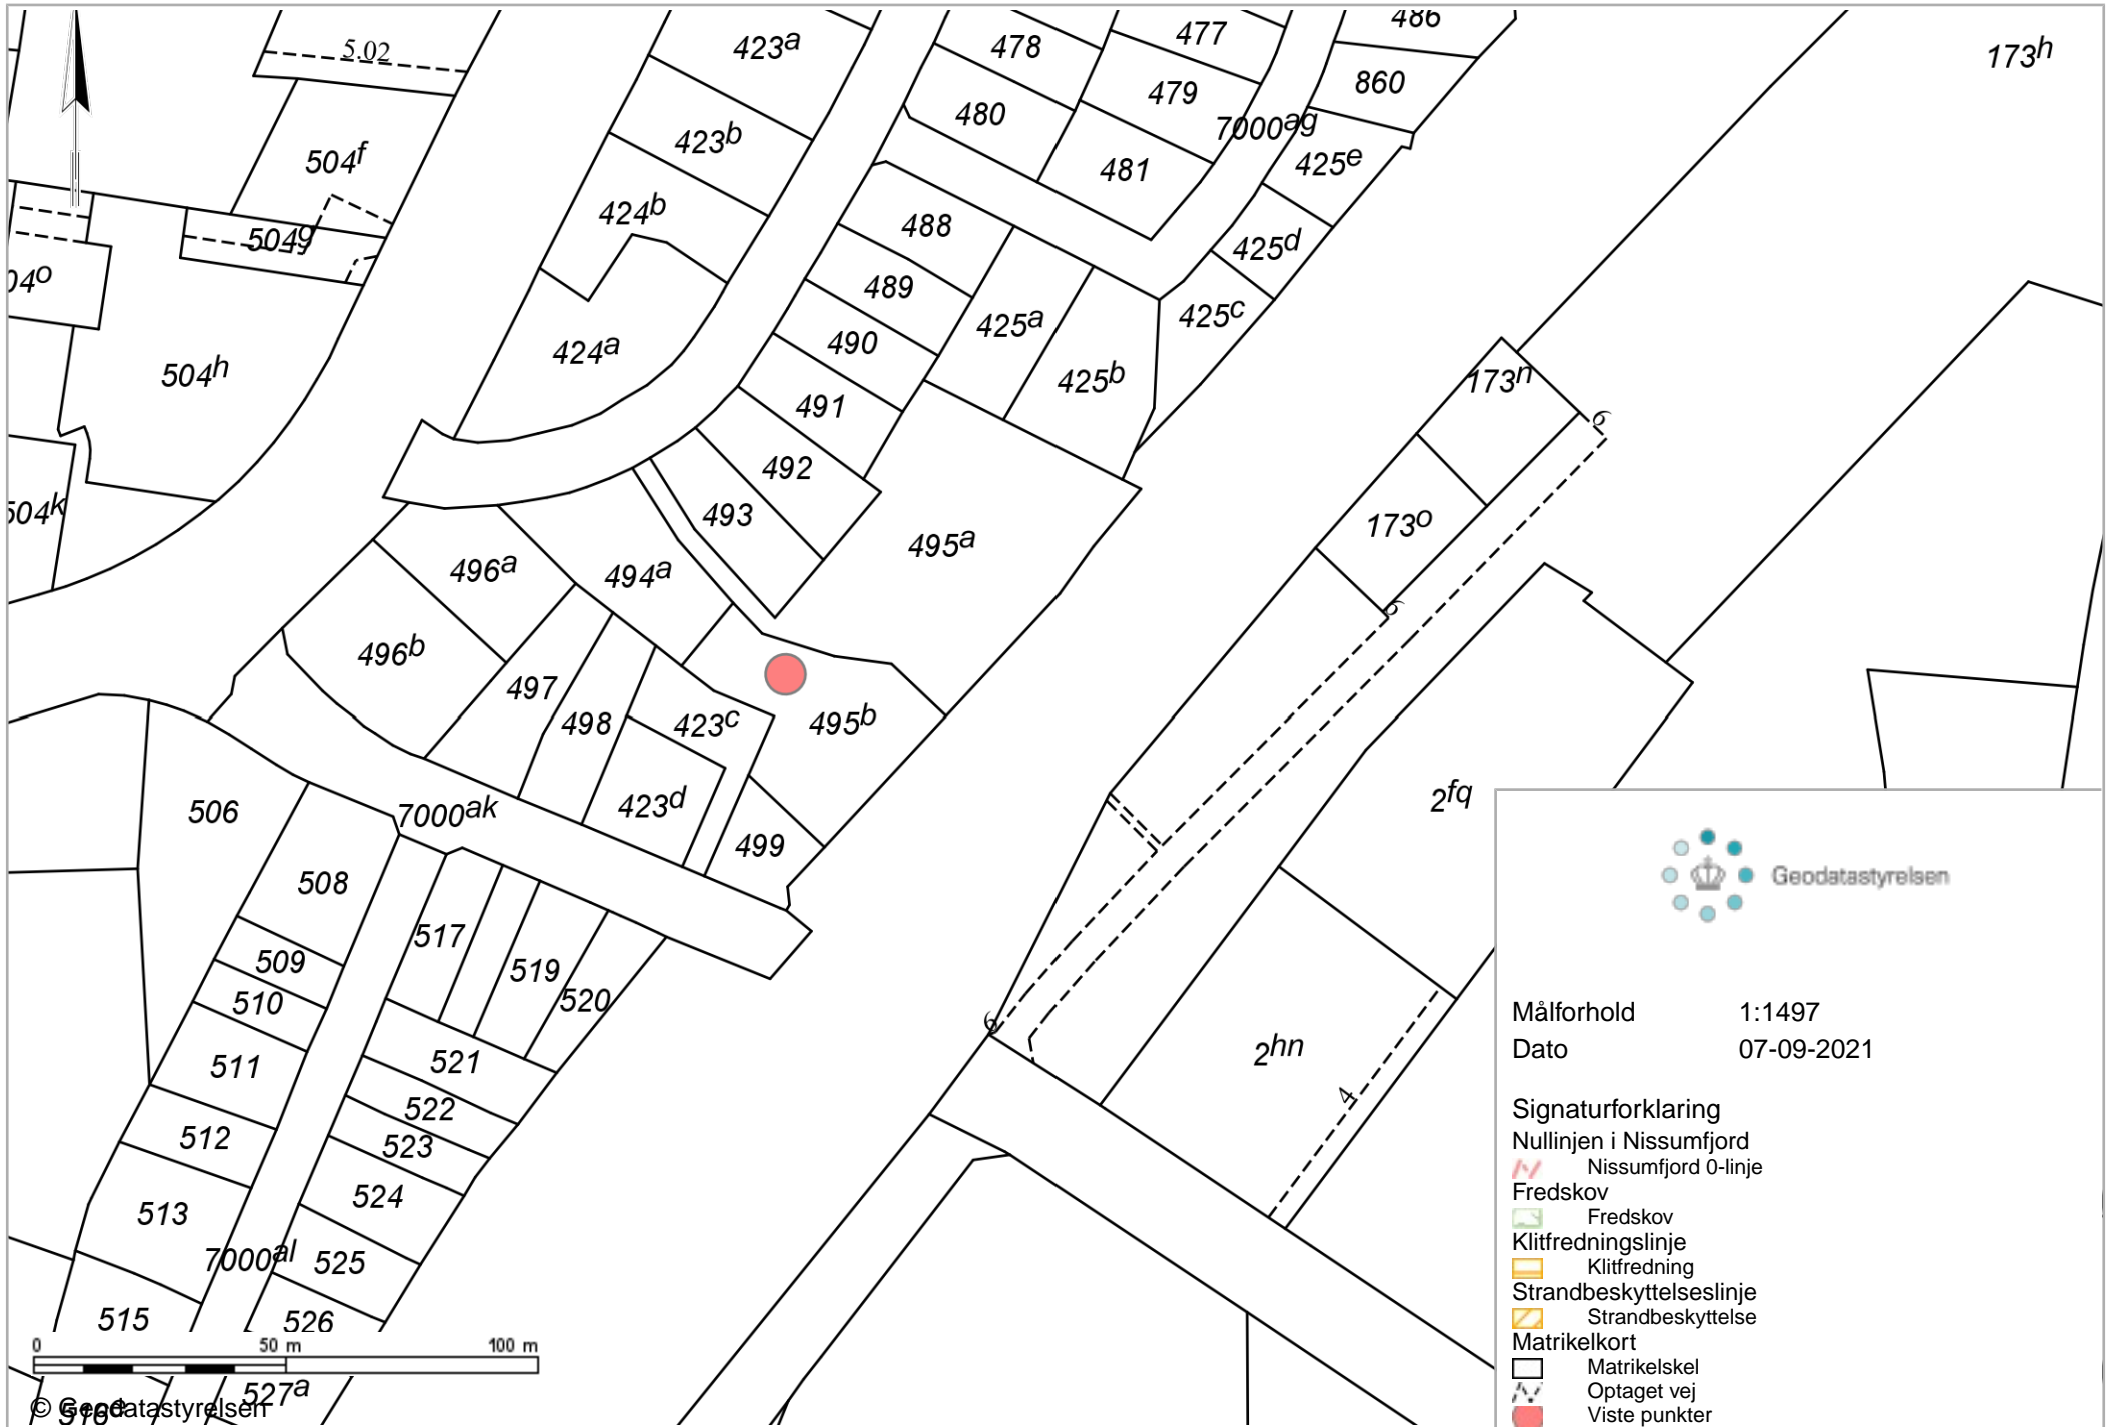 5.02
423a
478
477
486
173h
860
479
480
7000ag
423b
504f
425e
481
424b
488
504g
425d
04o
489
425c
425a
490
424a
504h
425b
173n
491
6
492
504k
493
173o
495a
496a
494a
6
496b
497
498
423c
495b
2fq
423d
506
7000ak
499
508
517
509
519
510
520
6
2hn
521
511
4
522
512
523
524
513
7000al
525
515
526
0 50 m 100 m
527a
© Geodatastyrelsen
Geodatastyrelsen
Målforhold 1:1497
Dato 07-09-2021
Signaturforklaring
Nullinjen i Nissumfjord
Nissumfjord 0-linje
Fredskov
Fredskov
Klitfredningslinje
Klitfredning
Strandbeskyttelseslinje
Strandbeskyttelse
Matrikelkort
Matrikelskel
Optaget vej
Viste punkter